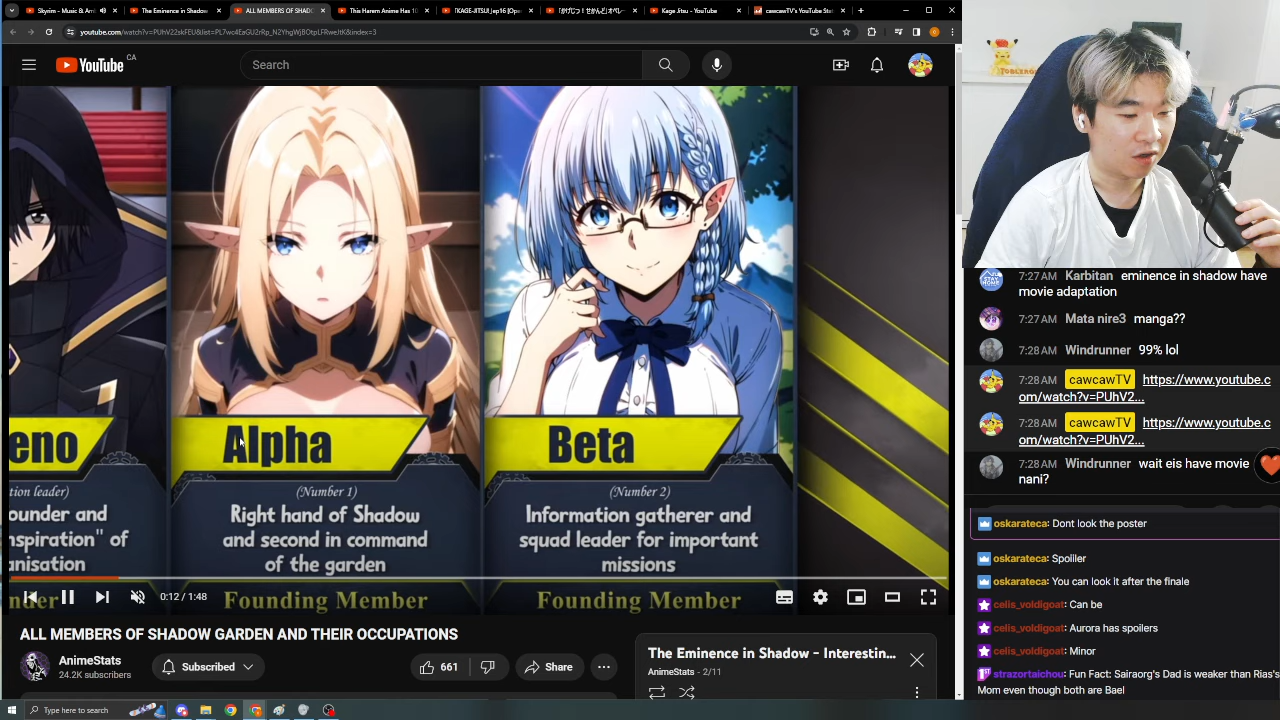 Skyrim - Music & Am
The Eminence in Shadow
ALL MEMBERS OF SHAD
This Harem Anime Has 10
youtube.com/watch?v=PUhV22skFEU&list=PL7wc4EaGU2rRp_N2YhgWjBOtpLFRweJtK&index=3
YouTube CA
Search
TOBLERO
eno
Alpha
Beta
tion leader)
(Number 1)
(Number 2)
ounder and
Right hand of Shadow
Information gatherer and
nspiration" of
and second in command
squad leader for important
anisation
of the garden
missions
Founding Member
Founding Member
0:12 / 1:48
ALL MEMBERS OF SHADOW GARDEN AND THEIR OCCUPATIONS
AnimeStats
24.2K subscribers
Subscribed
661
Share
The Eminence in Shadow - Interestin...
AnimeStats - 2/11
Type here to search
7:27 AM Karbitan eminence in shadow have
movie adaptation
7:27 AM Mata nire3 manga??
7:28 AM Windrunner 99% lol
7:28 AM cawcawTV https://www.youtube.c
om/watch?v=PUhV2...
7:28 AM cawcawTV https://www.youtube.c
om/watch?v=PUhV2...
7:28 AM Windrunner wait eis have movie
nani?
oskarateca: Dont look the poster
oskarateca: Spoiiler
oskarateca: You can look it after the finale
celis_voldigoat: Can be
celis_voldigoat: Aurora has spoilers
celis_voldigoat: Minor
strazortaichou: Fun Fact: Sairaorg's Dad is weaker than Rias's
Mom even though both are Bael